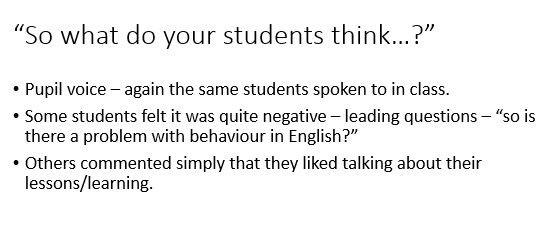 “So what do your students think…?”
• Pupil voice – again the same students spoken to in class.
• Some students felt it was quite negative – leading questions – “so is
there a problem with behaviour in English?”
• Others commented simply that they liked talking about their
lessons/learning.